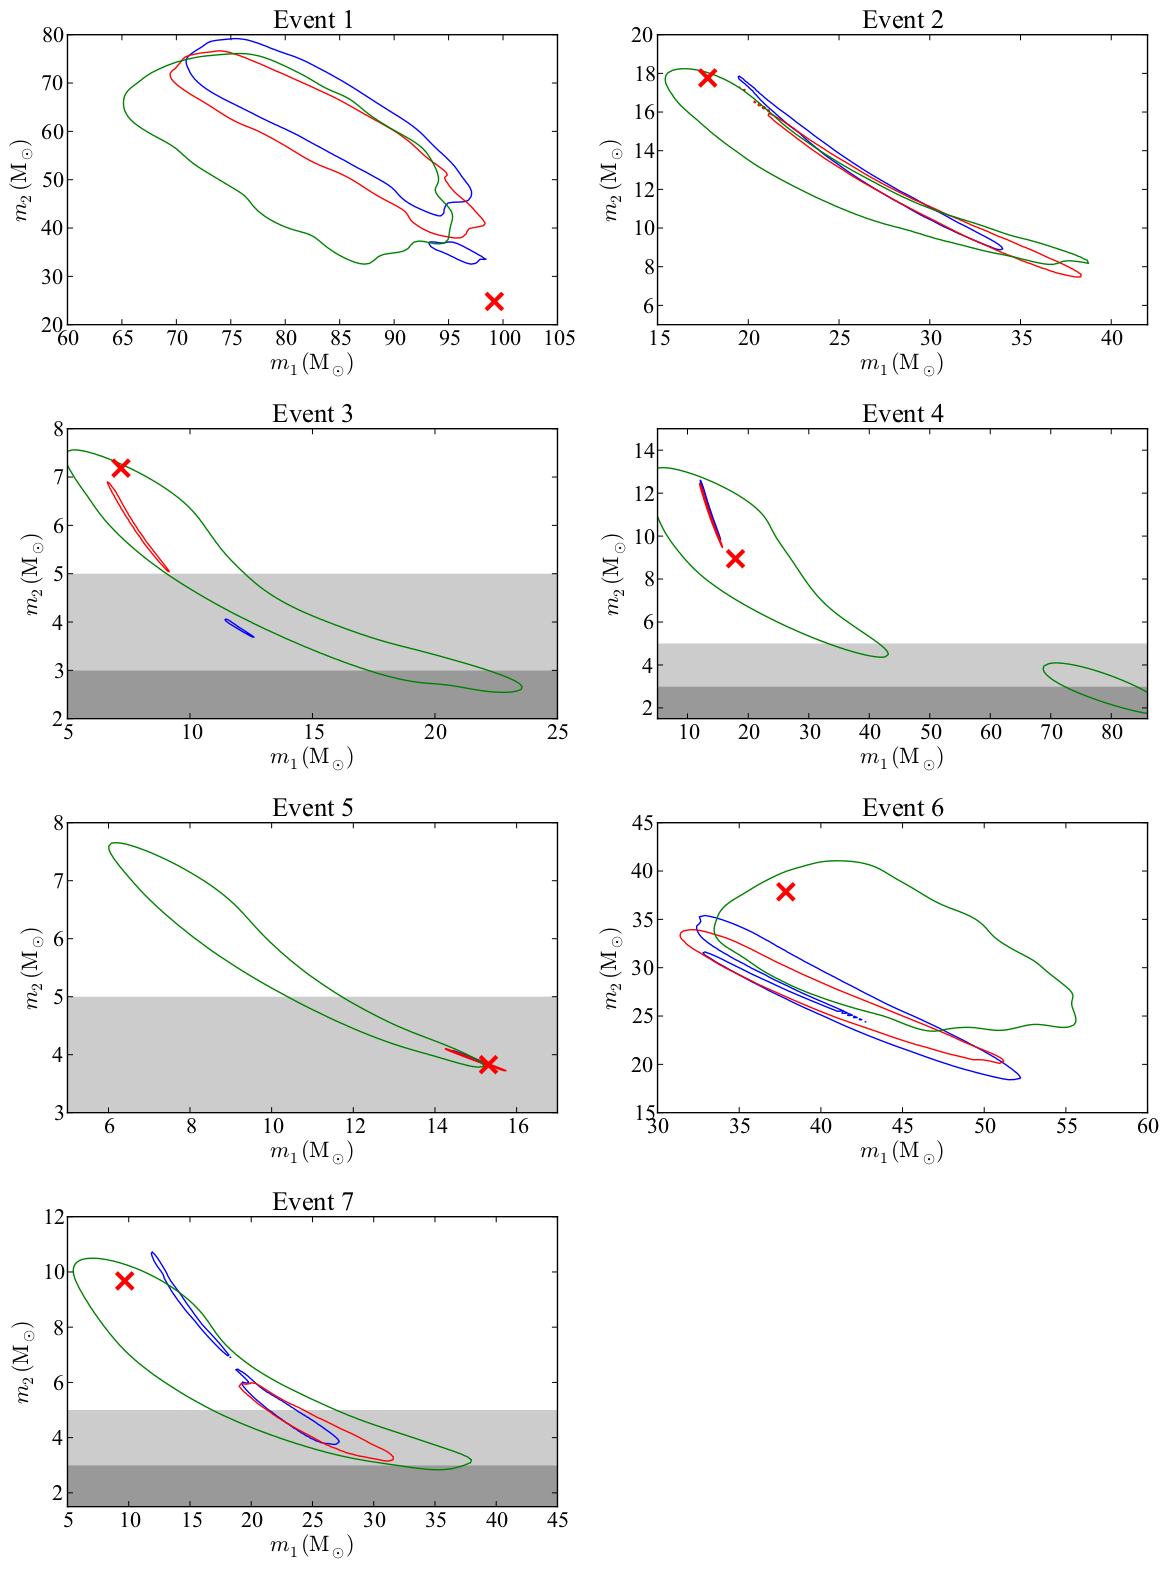 Event 1
80
70
60
50
40
30
20
60 65 70 75 80 85 90 95 100 105
m₂(M☉)
m₁(M☉)
Event 2
20
18
16
14
12
10
8
6
15 20 25 30 35 40
m₂(M☉)
m₁(M☉)
Event 3
8
7
6
5
4
3
2
5 10 15 20 25
m₂(M☉)
m₁(M☉)
Event 4
14
12
10
8
6
4
2
10 20 30 40 50 60 70 80
m₂(M☉)
m₁(M☉)
Event 5
8
7
6
5
4
3
6 8 10 12 14 16
m₂(M☉)
m₁(M☉)
Event 6
45
40
35
30
25
20
15
30 35 40 45 50 55 60
m₂(M☉)
m₁(M☉)
Event 7
12
10
8
6
4
2
5 10 15 20 25 30 35 40 45
m₂(M☉)
m₁(M☉)